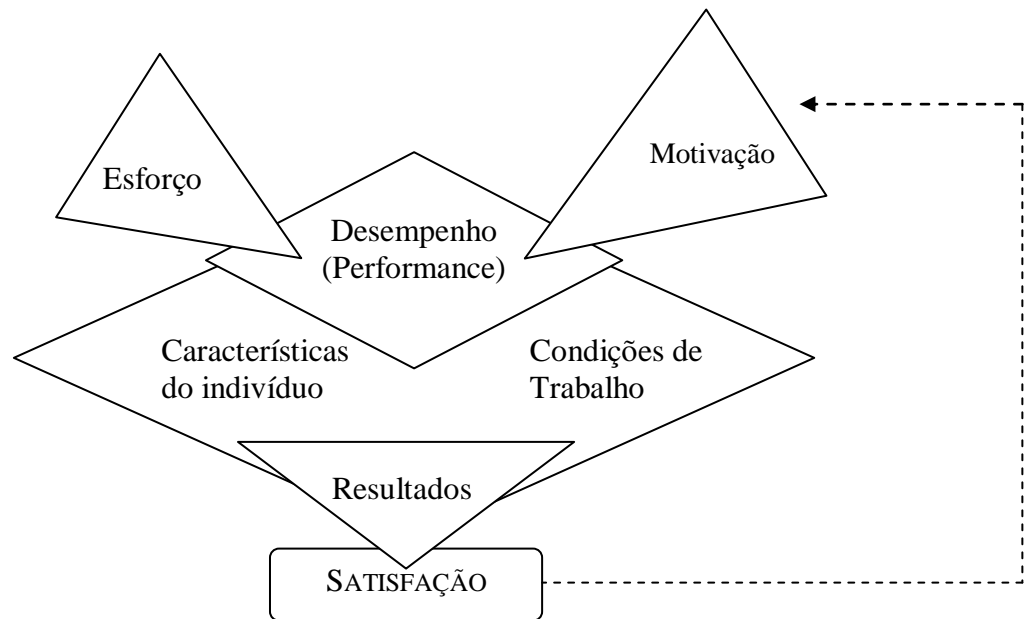 Motivação
Esforço
Desempenho
(Performance)
Características
do indivíduo
Condições de
Trabalho
Resultados
SATISFAÇÃO